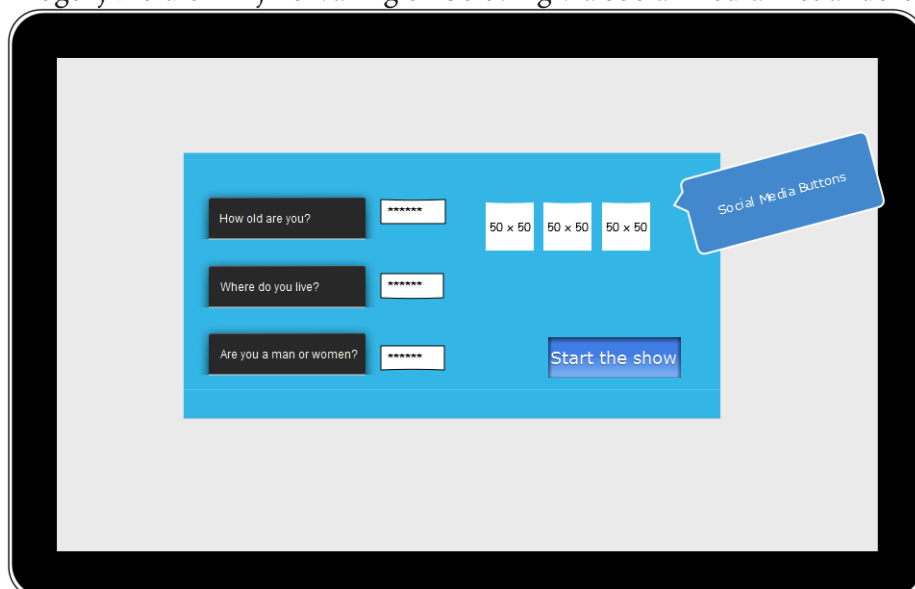 How old are you?
******
50 x 50
50 x 50
50 x 50
Social Media Buttons
Where do you live?
******
Are you a man or women?
******
Start the show